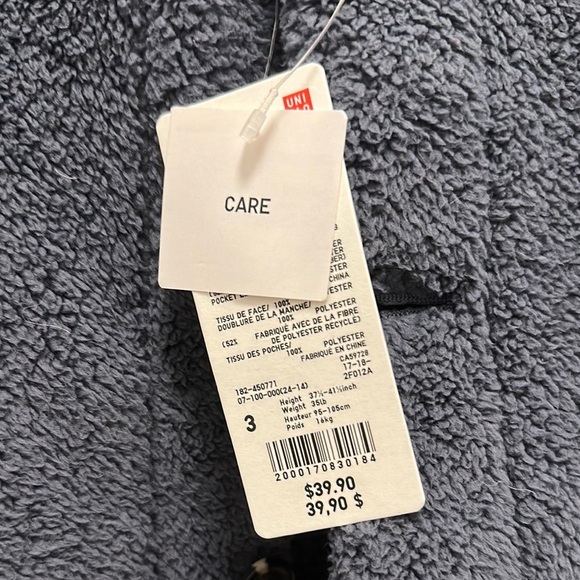 UNI
CARE
POCKET
TISSU DE FACE/ 100% POLYESTER
DOUBLURE DE LA MANCHE/ POLYESTER
100%
(52% FABRIQUÉ AVEC DE LA FIBRE
DE POLYESTER RECYCLÉ)
TISSU DES POCHES/ POLYESTER
100% FABRIQUÉ EN CHINE
CA59728
182-450771 17-18-
07-100-000(24-14) 2F012A
3
Height 37½-41½inch
Weight 35lb
Hauteur 95-105cm
Poids 16kg
2000170830184
$39.90
39,90 $